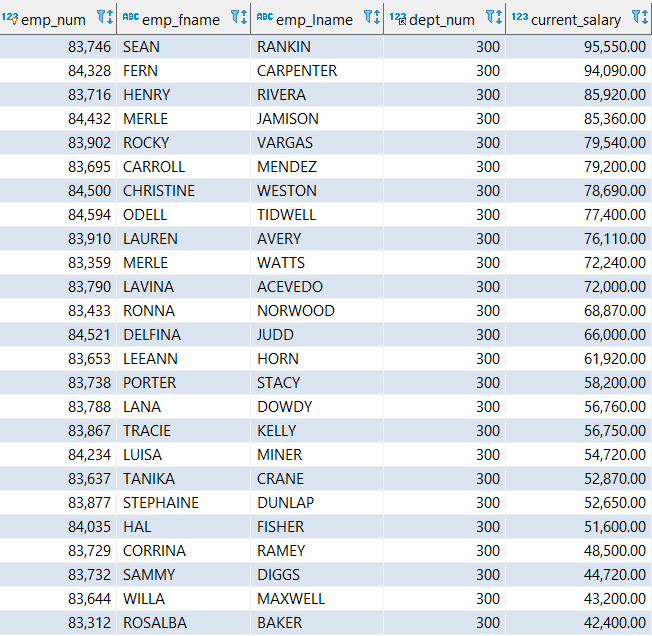 123 emp_num ABC emp_fname ABC emp_lname 123 dept_num 123 current_salary
83,746 SEAN RANKIN 300 95,550.00
84,328 FERN CARPENTER 300 94,090.00
83,716 HENRY RIVERA 300 85,920.00
84,432 MERLE JAMISON 300 85,360.00
83,902 ROCKY VARGAS 300 79,540.00
83,695 CARROLL MENDEZ 300 79,200.00
84,500 CHRISTINE WESTON 300 78,690.00
84,594 ODELL TIDWELL 300 77,400.00
83,910 LAUREN AVERY 300 76,110.00
83,359 MERLE WATTS 300 72,240.00
83,790 LAVINA ACEVEDO 300 72,000.00
83,433 RONNA NORWOOD 300 68,870.00
84,521 DELFINA JUDD 300 66,000.00
83,653 LEEANN HORN 300 61,920.00
83,738 PORTER STACY 300 58,200.00
83,788 LANA DOWDY 300 56,760.00
83,867 TRACIE KELLY 300 56,750.00
84,234 LUISA MINER 300 54,720.00
83,637 TANIKA CRANE 300 52,870.00
83,877 STEPHAINE DUNLAP 300 52,650.00
84,035 HAL FISHER 300 51,600.00
83,729 CORRINA RAMEY 300 48,500.00
83,732 SAMMY DIGGS 300 44,720.00
83,644 WILLA MAXWELL 300 43,200.00
83,312 ROSALBA BAKER 300 42,400.00